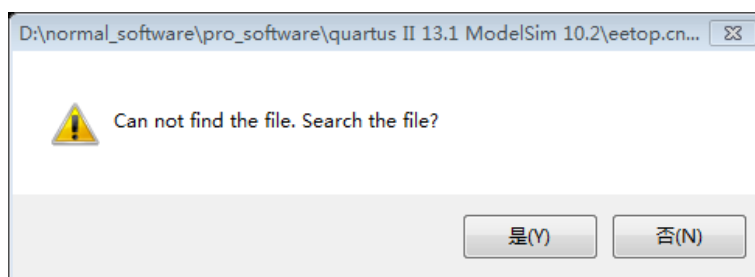 D:\normal_software\pro_software\quartus II 13.1 ModelSim 10.2\eetop.cn...
Can not find the file. Search the file?
是(Y)
否(N)